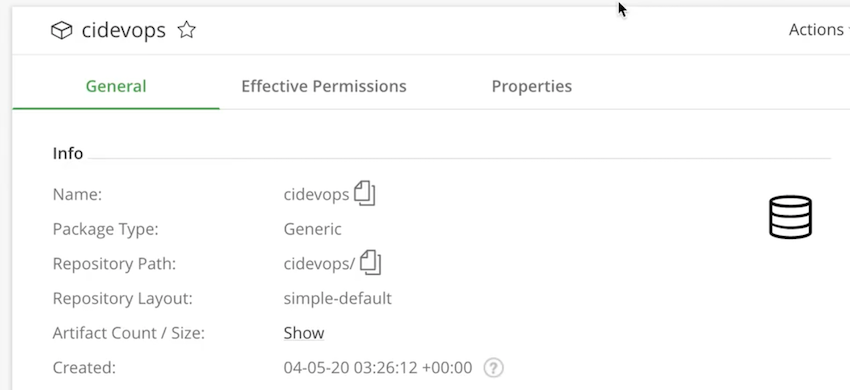 cidevops
Actions
General Effective Permissions Properties
Info
Name: cidevops
Package Type: Generic
Repository Path: cidevops/
Repository Layout: simple-default
Artifact Count / Size: Show
Created: 04-05-20 03:26:12 +00:00 ?